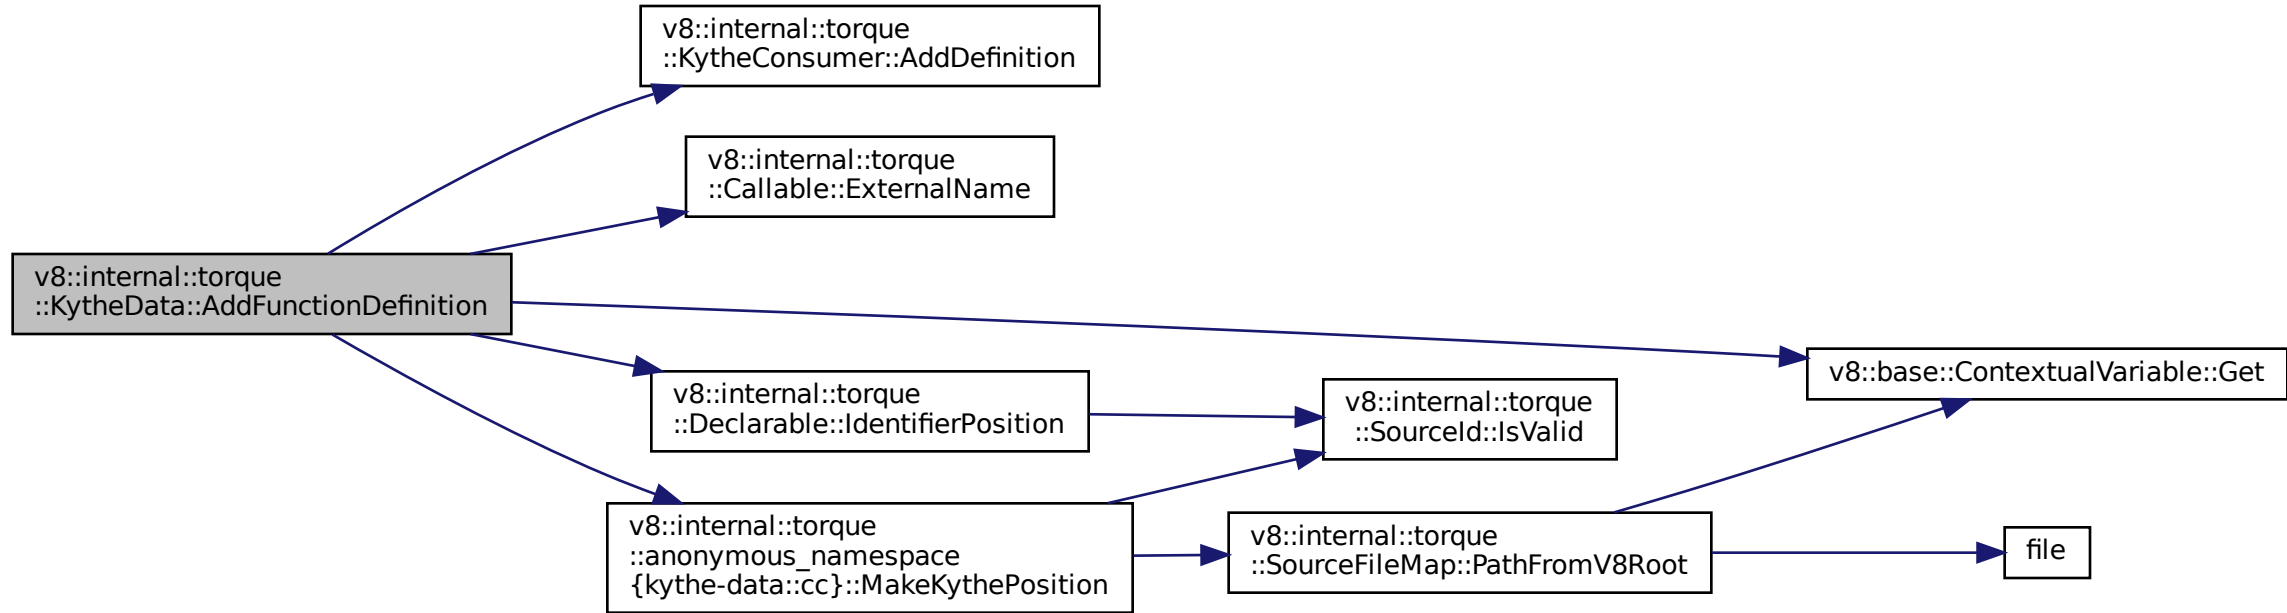 v8::internal::torque
::KytheConsumer::AddDefinition
v8::internal::torque
::Callable::ExternalName
v8::internal::torque
::KytheData::AddFunctionDefinition
v8::base::ContextualVariable::Get
v8::internal::torque
::Declarable::IdentifierPosition
v8::internal::torque
::SourceId::IsValid
v8::internal::torque
::anonymous_namespace
{kythe-data::cc}::MakeKythePosition
v8::internal::torque
::SourceFileMap::PathFromV8Root
file